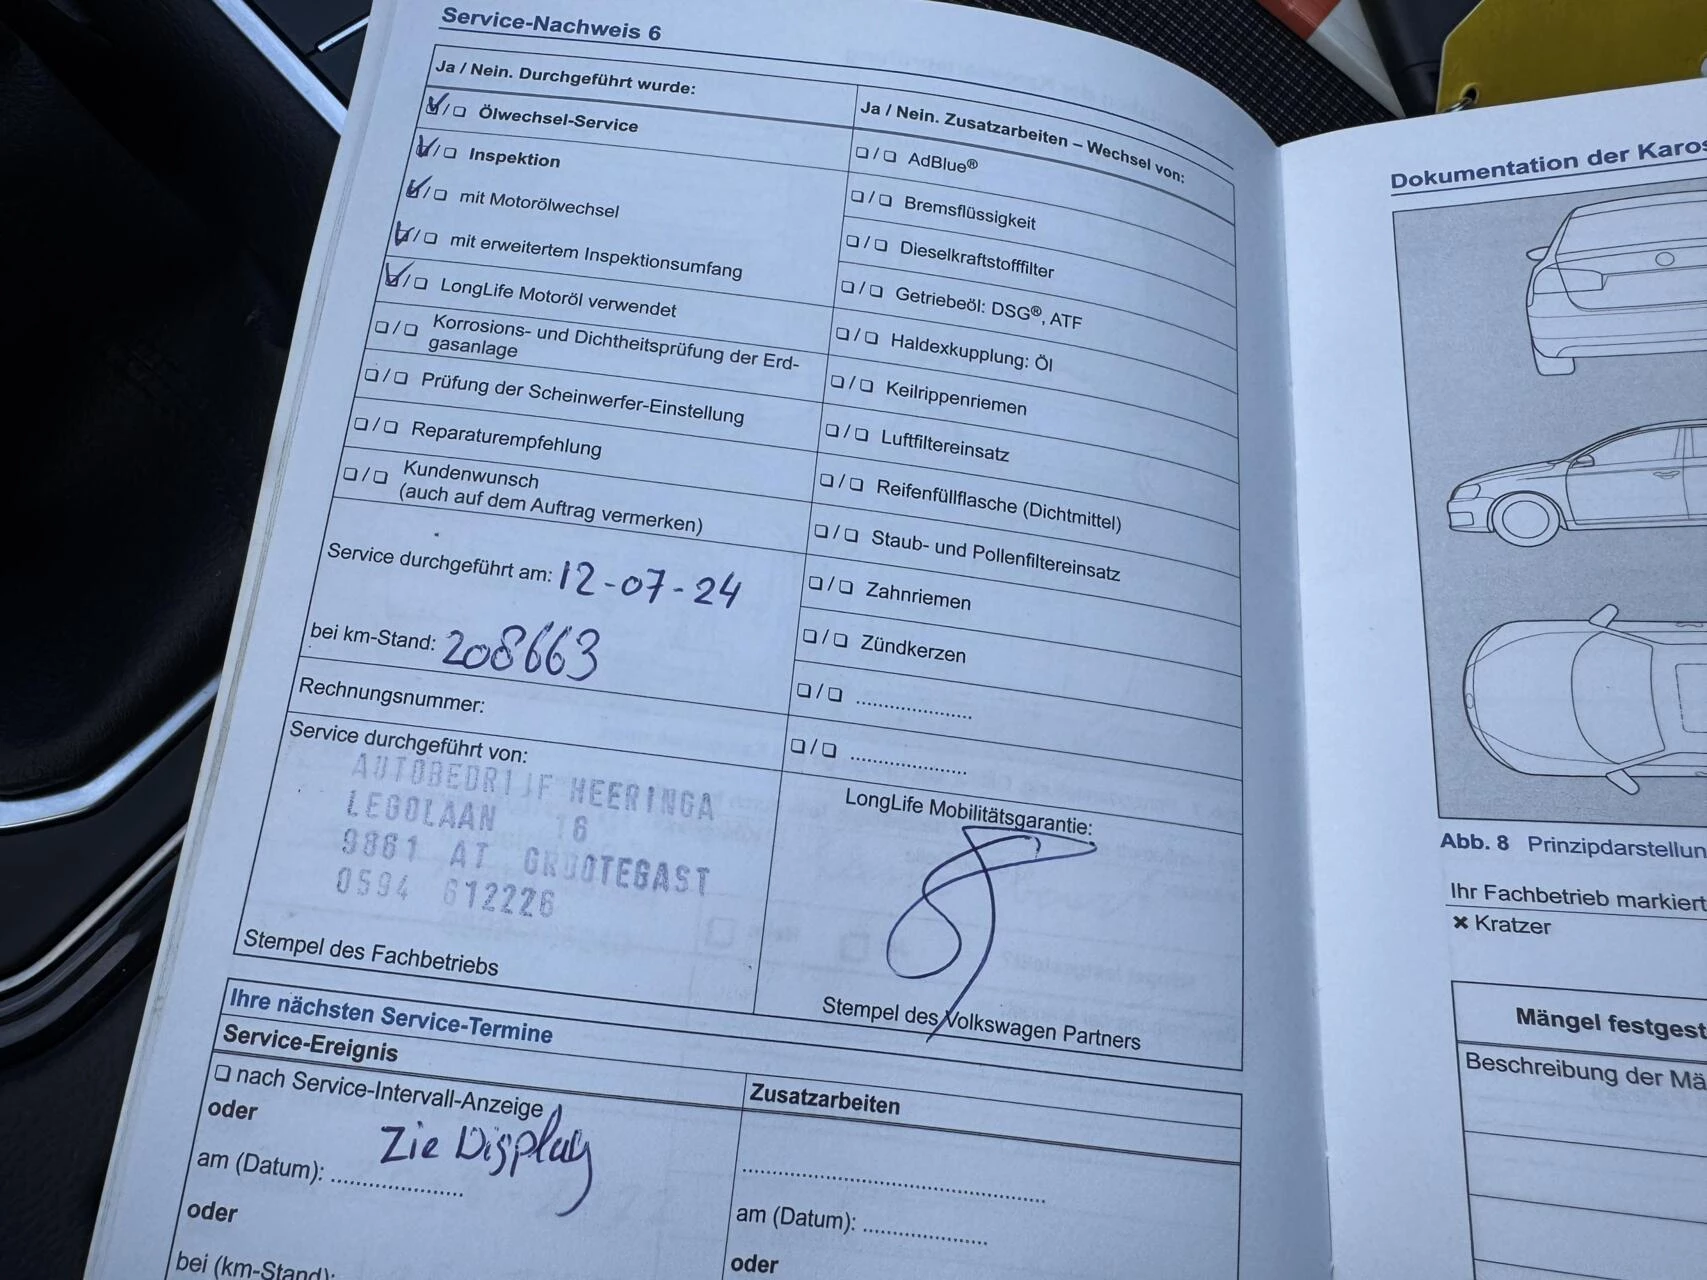 Service-Nachweis 6
Ja / Nein. Durchgeführt wurde:
☑/❏ Ölwechsel-Service
☑/❏ Inspektion
☑/❏ mit Motorölwechsel
☑/❏ mit erweitertem Inspektionsumfang
☑/❏ LongLife Motoröl verwendet
❏/❏ Korrosions- und Dichtheitsprüfung der Erd-
gasanlage
❏/❏ Prüfung der Scheinwerfer-Einstellung
❏/❏ Reparaturempfehlung
❏/❏ Kundenwunsch
(auch auf dem Auftrag vermerken)
Service durchgeführt am: 12-07-24
bei km-Stand: 208663
Rechnungsnummer:
Service durchgeführt von:
AUTOBEDRIJF HEERINGA
LEGOLAAN 16
9861 AT GROOTEGAST
0594 612226
Stempel des Fachbetriebs
Ja / Nein. Zusatzarbeiten – Wechsel von:
❏/❏ AdBlue®
❏/❏ Bremsflüssigkeit
❏/❏ Dieselkraftstofffilter
❏/❏ Getriebeöl: DSG®, ATF
❏/❏ Haldexkupplung: Öl
❏/❏ Keilrippenriemen
❏/❏ Luftfiltereinsatz
❏/❏ Reifenfüllflasche (Dichtmittel)
❏/❏ Staub- und Pollenfiltereinsatz
❏/❏ Zahnriemen
❏/❏ Zündkerzen
❏/❏ .....................
❏/❏ .....................
LongLife Mobilitätsgarantie:
Stempel des Volkswagen Partners
Ihre nächsten Service-Termine
Service-Ereignis
❏ nach Service-Intervall-Anzeige
oder
Zie Display
am (Datum): .....................
oder
bei (km-Stand):
Zusatzarbeiten
................................................
am (Datum): .....................
oder
Dokumentation der Karos
Abb. 8 Prinzipdarstellun
Ihr Fachbetrieb markiert
✖ Kratzer
Mängel festgest
Beschreibung der Mä